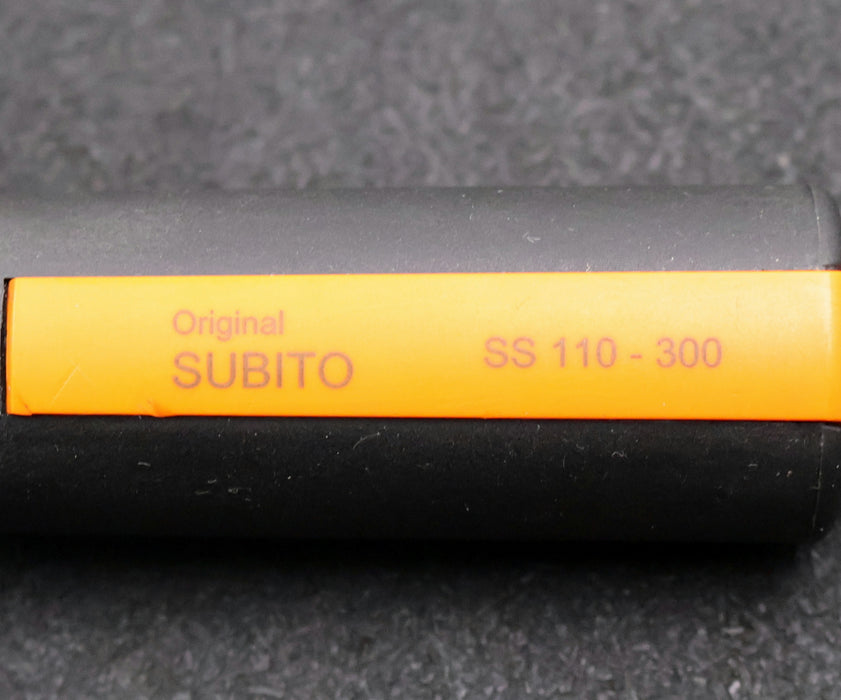 Original
SUBITO
SS 110 - 300